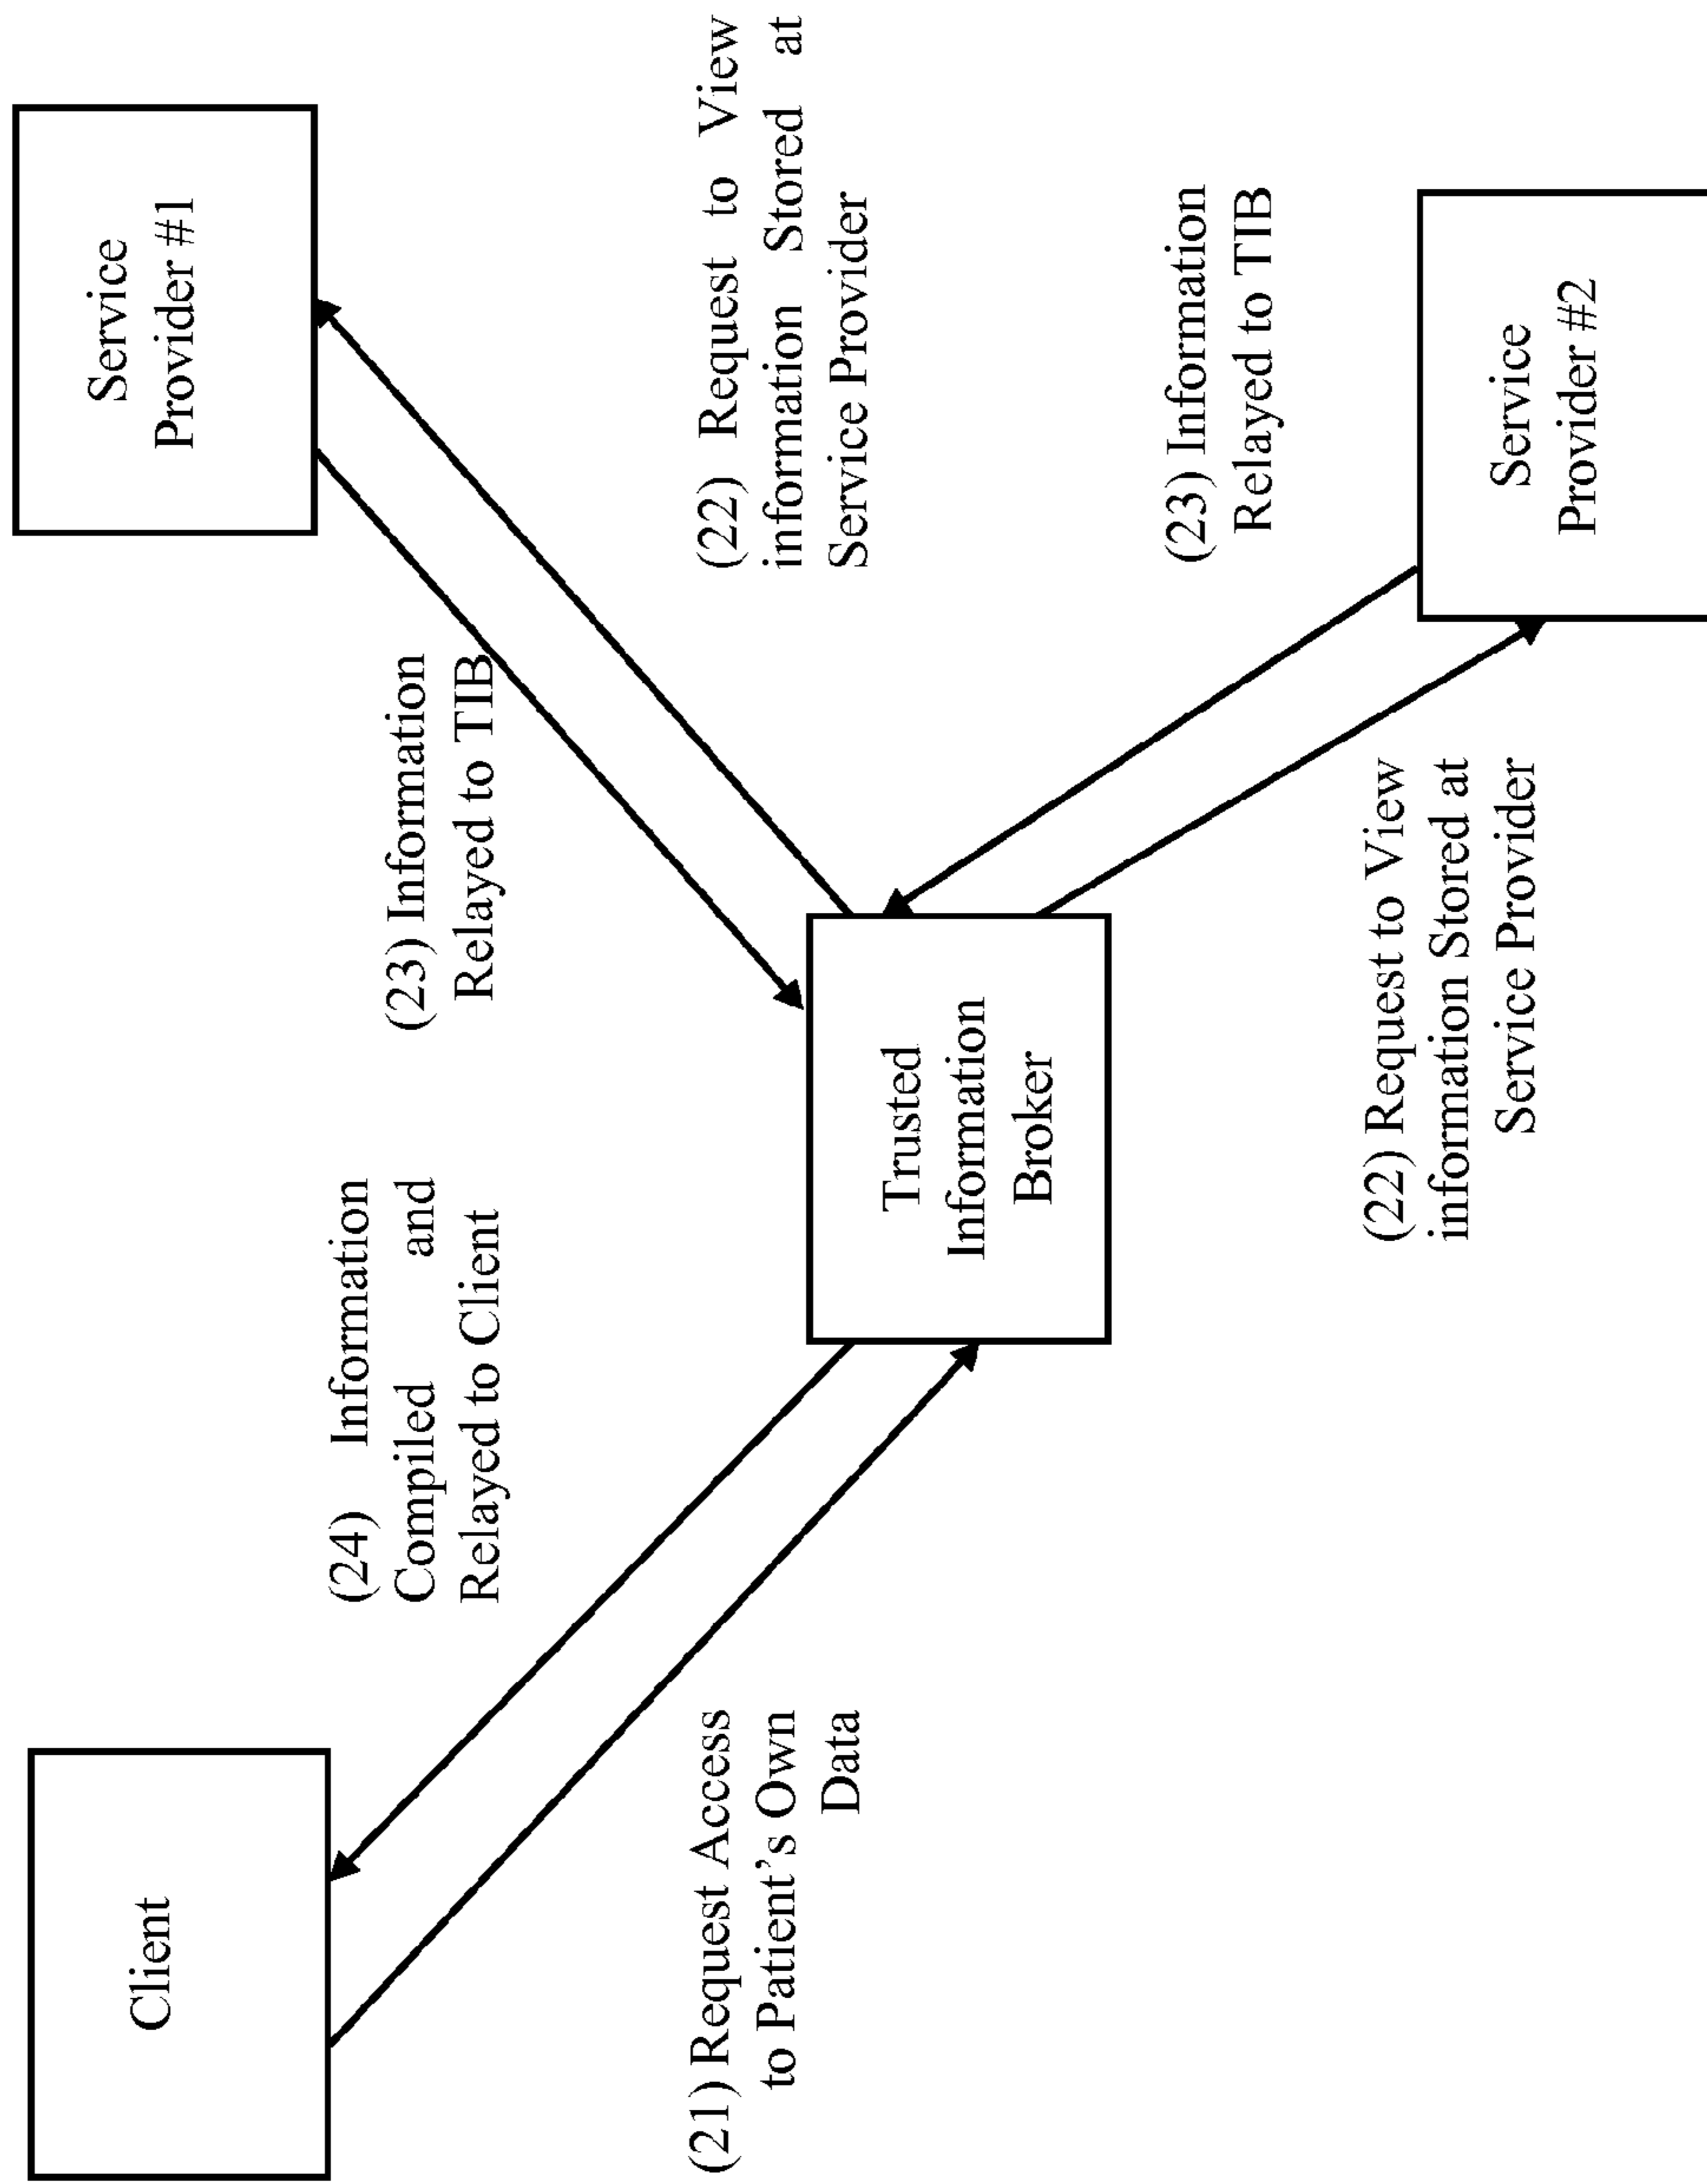 Client
Service
Provider #1
(24) Information
Compiled and
Relayed to Client
(23) Information
Relayed to TIB
(21) Request Access
to Patient's Own
Data
Trusted
Information
Broker
(22) Request to View
information Stored at
Service Provider
(23) Information
Relayed to TIB
(22) Request to View
information Stored at
Service Provider
Service
Provider #2